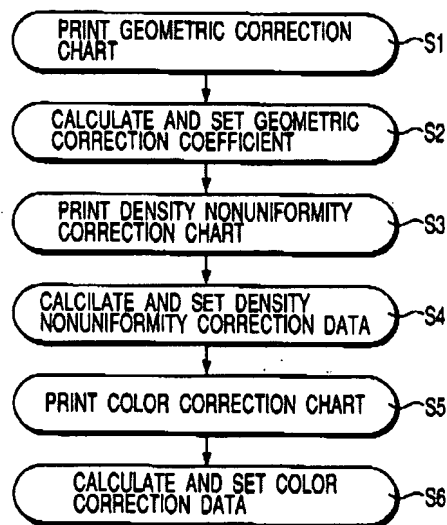 PRINT GEOMETRIC CORRECTION
CHART
S1
CALCULATE AND SET GEOMETRIC
CORRECTION COEFFICIENT
S2
PRINT DENSITY NONUNIFORMITY
CORRECTION CHART
S3
CALCILATE AND SET DENSITY
NONUNIFORMITY CORRECTION DATA
S4
PRINT COLOR CORRECTION CHART
S5
CALCULATE AND SET COLOR
CORRECTION DATA
S6